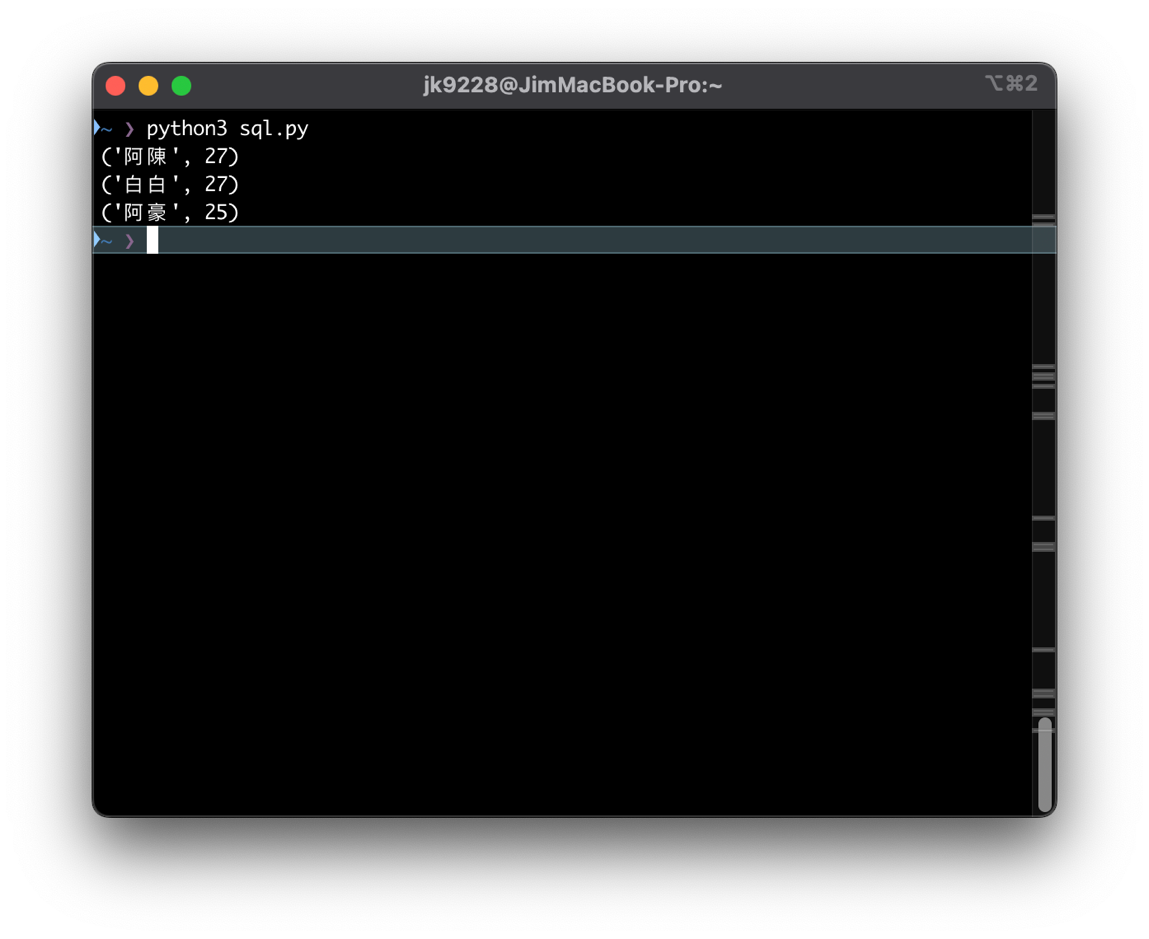 jk9228@JimMacBook-Pro:~
⌥⌘2
~ ❯ python3 sql.py
('阿陳', 27)
('白白', 27)
('阿豪', 25)
~ ❯